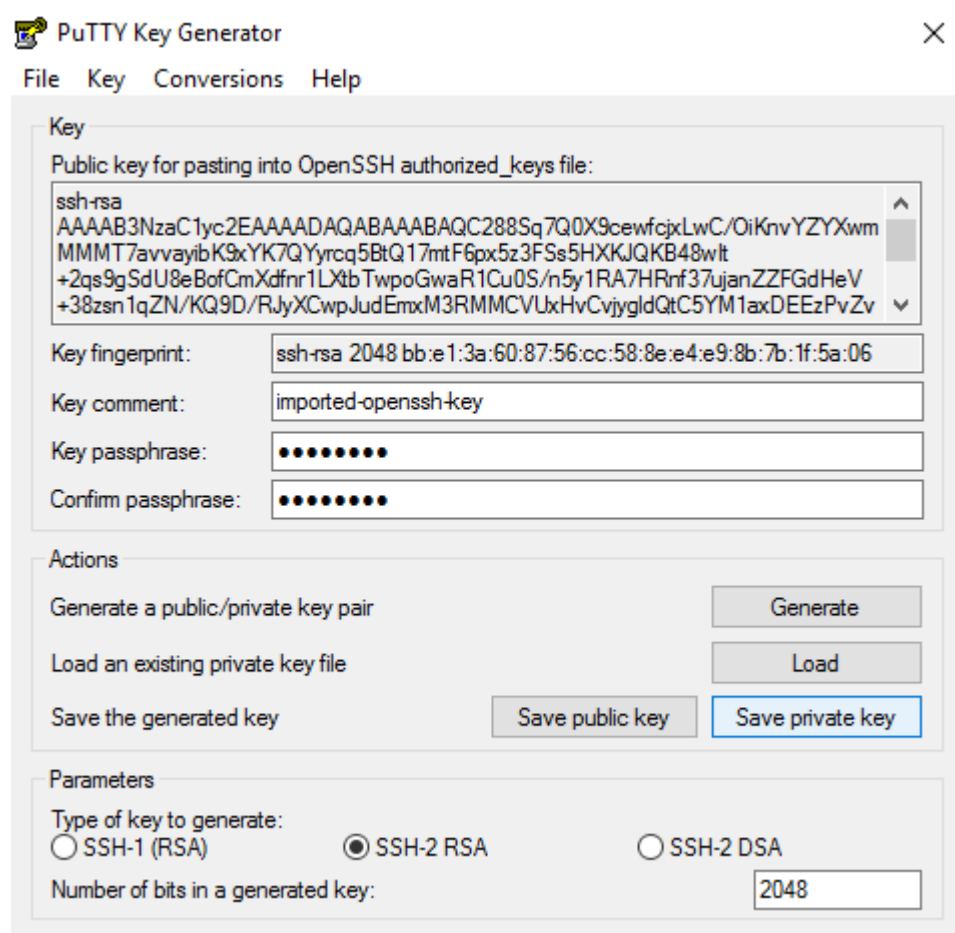 PuTTY Key Generator
File Key Conversions Help
Key
Public key for pasting into OpenSSH authorized_keys file:
ssh-rsa
AAAAB3NzaC1yc2EAAAADAQABAAABAQC288Sq7Q0X9cewfcjxLwC/OiKnvYZYXwm
MMMT7avvayibK9xYK7QYyrcq5BtQ17mtF6px5z3FSs5HXKJQKB48wlt
+2qs9gSdU8eBofCmXdfnr1LXtbTwpoGwaR1Cu0S/n5y1RA7HRnf37ujanZZFGdHeV
+38zsn1qZN/KQ9D/RJyXCwpJudEmxM3RMMCVUxHvCvjygldQtC5YM1axDEEzPvZv
Key fingerprint: ssh-rsa 2048 bb:e1:3a:60:87:56:cc:58:8e:e4:e9:8b:7b:1f:5a:06
Key comment: imported-openssh-key
Key passphrase: ●●●●●●●●
Confirm passphrase: ●●●●●●●●
Actions
Generate a public/private key pair Generate
Load an existing private key file Load
Save the generated key Save public key Save private key
Parameters
Type of key to generate:
SSH-1 (RSA) SSH-2 RSA SSH-2 DSA
Number of bits in a generated key: 2048